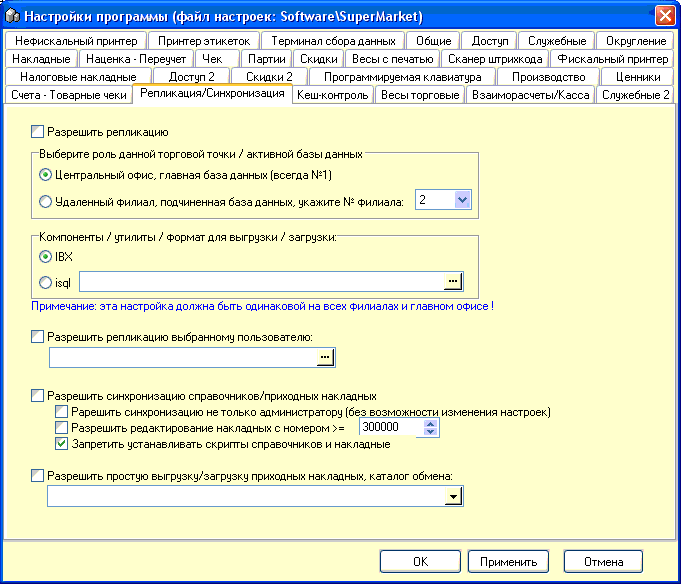 Настройки программы (файл настроек: Software\SuperMarket)
Нефискальный принтер Принтер этикеток Терминал сбора данных Общие Доступ Служебные Округление
Накладные Наценка - Переучет Чек Партии Скидки Весы с печатью Сканер штрихкода Фискальный принтер
Налоговые накладные Доступ 2 Скидки 2 Программируемая клавиатура Производство Ценники
Счета - Товарные чеки Репликация/Синхронизация Кеш-контроль Весы торговые Взаиморасчеты/Касса Служебные 2
Разрешить репликацию
Выберите роль данной торговой точки / активной базы данных
Центральный офис, главная база данных (всегда №1)
Удаленный филиал, подчиненная база данных, укажите № филиала: 2
Компоненты / утилиты / формат для выгрузки / загрузки:
IBX
isql ...
Примечание: эта настройка должна быть одинаковой на всех филиалах и главном офисе !
Разрешить репликацию выбранному пользователю:
...
Разрешить синхронизацию справочников/приходных накладных
Рарешить синхронизацию не только администратору (без возможности изменения настроек)
Разрешить редактирование накладных с номером >= 300000
Запретить устанавливать скрипты справочников и накладные
Разрешить простую выгрузку/загрузку приходных накладных, каталог обмена:
OK Применить Отмена